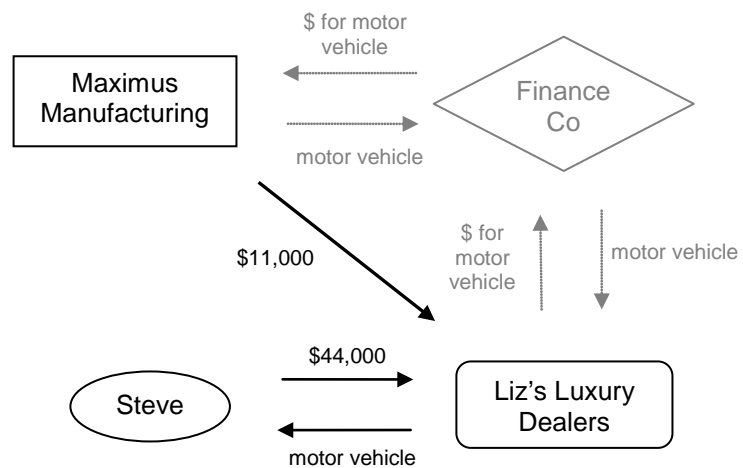 $ for motor
vehicle
Maximus
Manufacturing
Finance
Co
motor vehicle
$11,000
$ for
motor
vehicle
motor vehicle
$44,000
Steve
Liz's Luxury
Dealers
motor vehicle